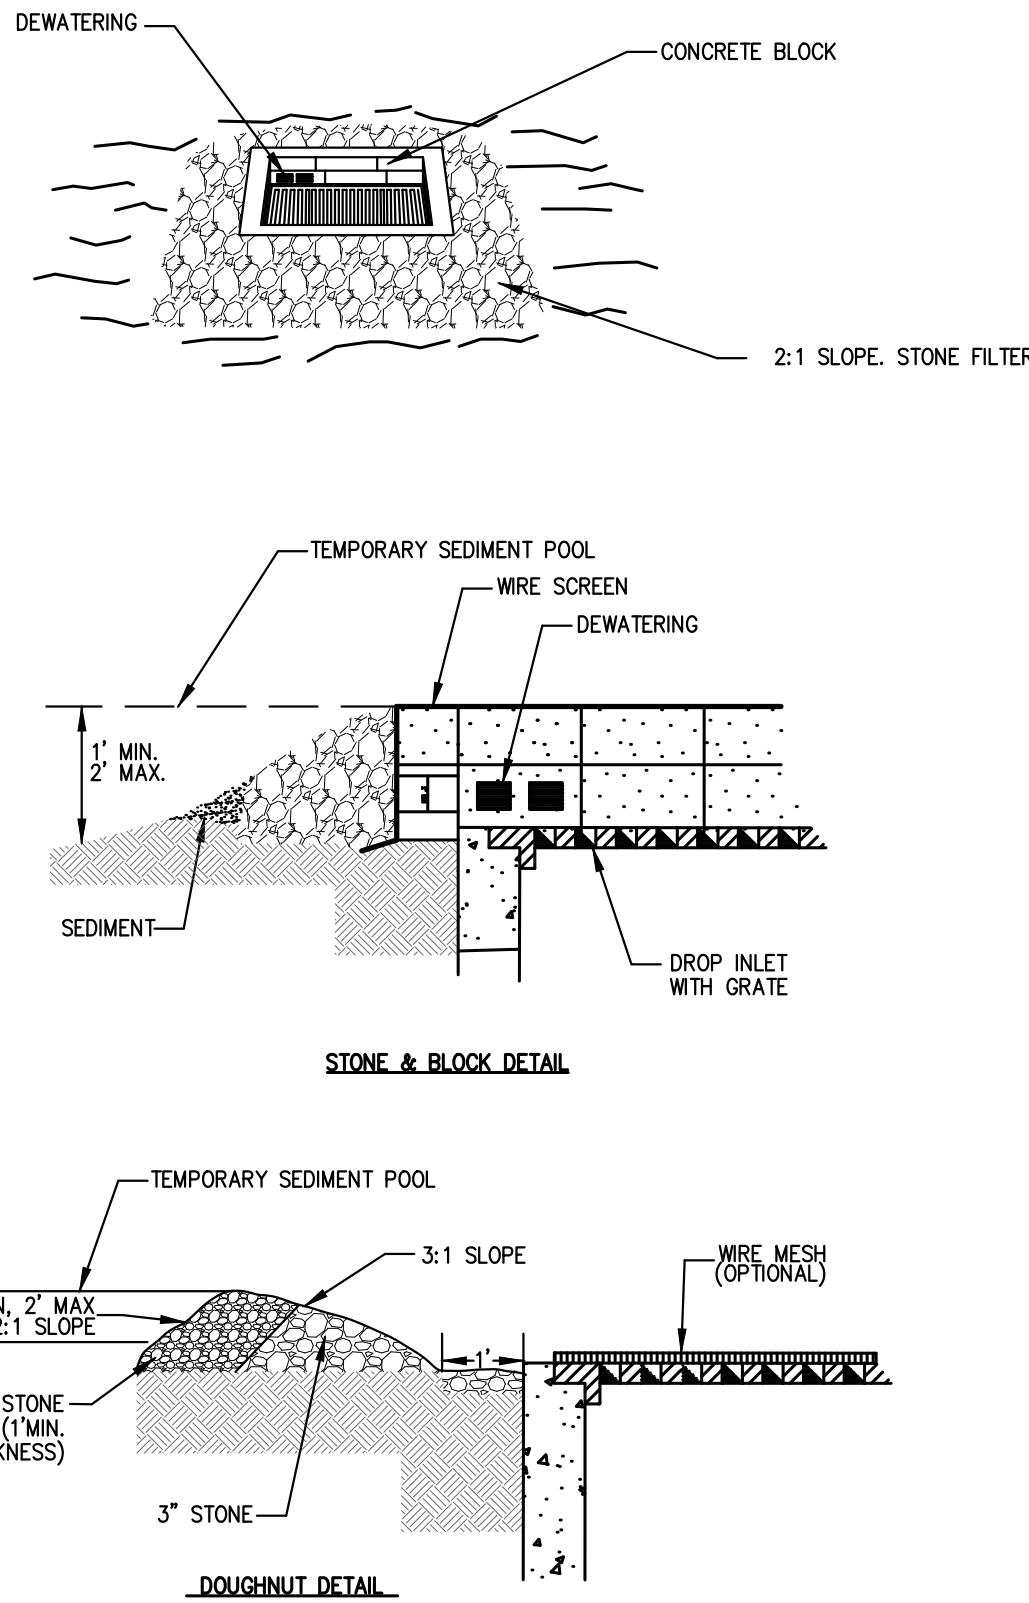 DEWATERING
CONCRETE BLOCK
2:1 SLOPE. STONE FILTER
TEMPORARY SEDIMENT POOL
WIRE SCREEN
DEWATERING
1' MIN.
2' MAX.
SEDIMENT
DROP INLET
WITH GRATE
STONE & BLOCK DETAIL
TEMPORARY SEDIMENT POOL
3:1 SLOPE
WIRE MESH
(OPTIONAL)
N, 2' MAX
2:1 SLOPE
1'
STONE
(1'MIN.
KNESS)
3" STONE
DOUGHNUT DETAIL